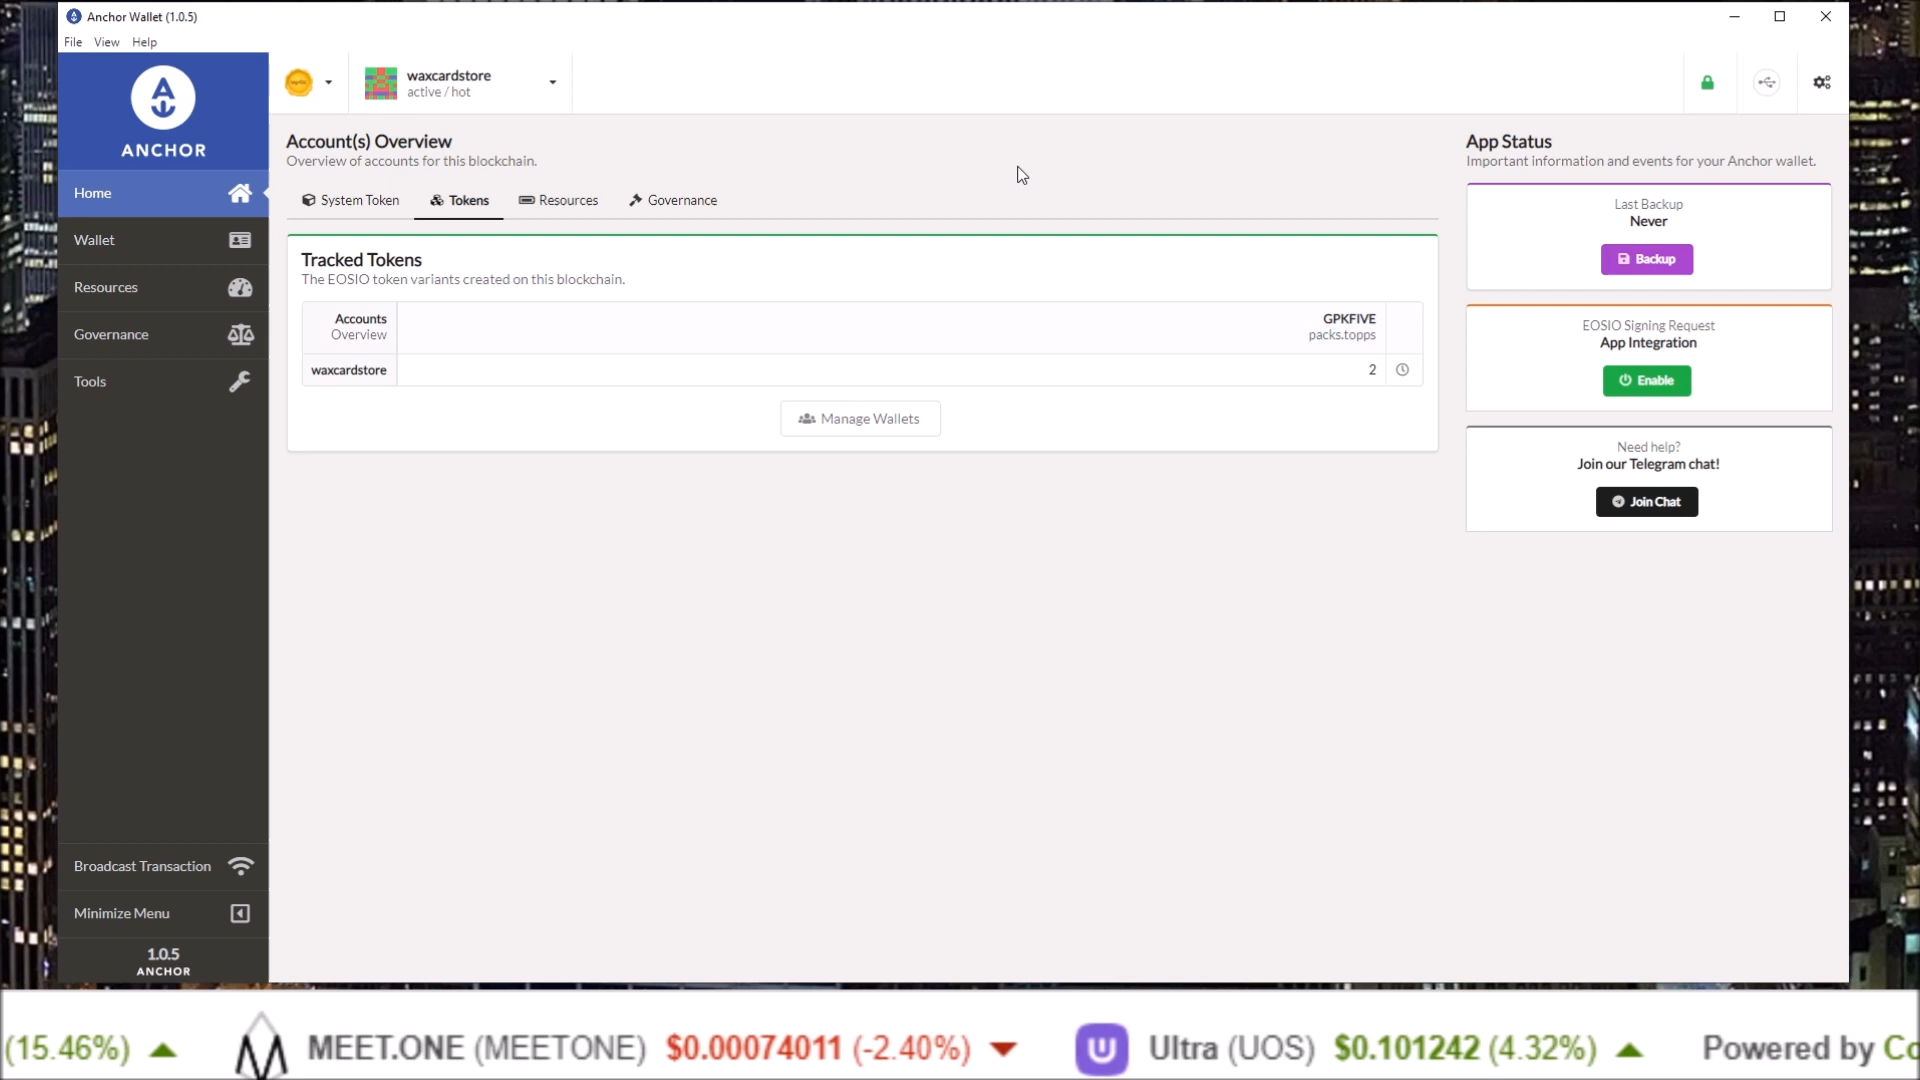 Anchor Wallet (1.0.5)
File View Help
ANCHOR
Home
Wallet
Resources
Governance
Tools
Broadcast Transaction
Minimize Menu
1.0.5
ANCHOR
waxcardstore
active / hot
Account(s) Overview
Overview of accounts for this blockchain.
System Token Tokens Resources Governance
Tracked Tokens
The EOSIO token variants created on this blockchain.
Accounts GPKFIVE
Overview packs.topps
waxcardstore 2
Manage Wallets
App Status
Important information and events for your Anchor wallet.
Last Backup
Never
Backup
EOSIO Signing Request
App Integration
Enable
Need help?
Join our Telegram chat!
Join Chat
(15.46%) MEET.ONE (MEETONE) $0.00074011 (-2.40%) Ultra (UOS) $0.101242 (4.32%) Powered by Co